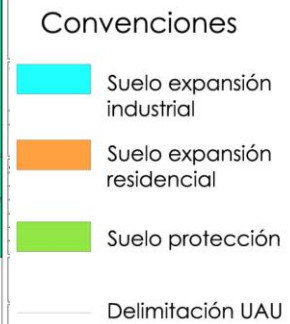 Convenciones
Suelo expansión
industrial
Suelo expansión
residencial
Suelo protección
Delimitación UAU